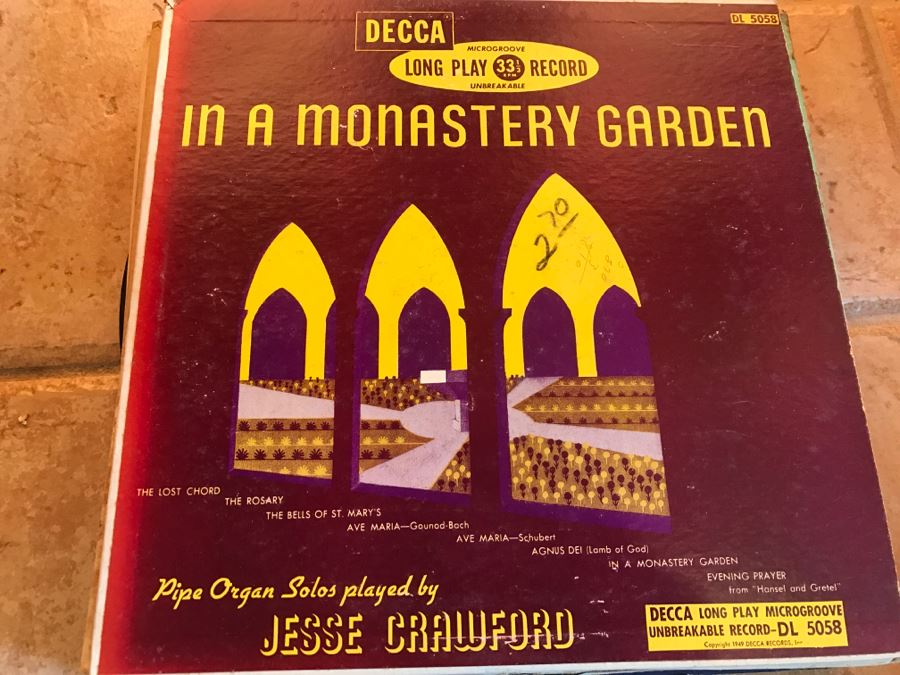 DL 5058
DECCA
MICROGROOVE
LONG PLAY 33⅓ RPM RECORD
UNBREAKABLE
IN A MONASTERY GARDEN
2 70
THE LOST CHORD
THE ROSARY
THE BELLS OF ST. MARY'S
AVE MARIA—Gounod-Bach
AVE MARIA—Schubert
AGNUS DEI (Lamb of God)
IN A MONASTERY GARDEN
EVENING PRAYER
from "Hansel and Gretel"
Pipe Organ Solos played by
JESSE CRAWFORD
DECCA LONG PLAY MICROGROOVE
UNBREAKABLE RECORD—DL 5058
Copyright 1949 DECCA RECORDS, Inc.